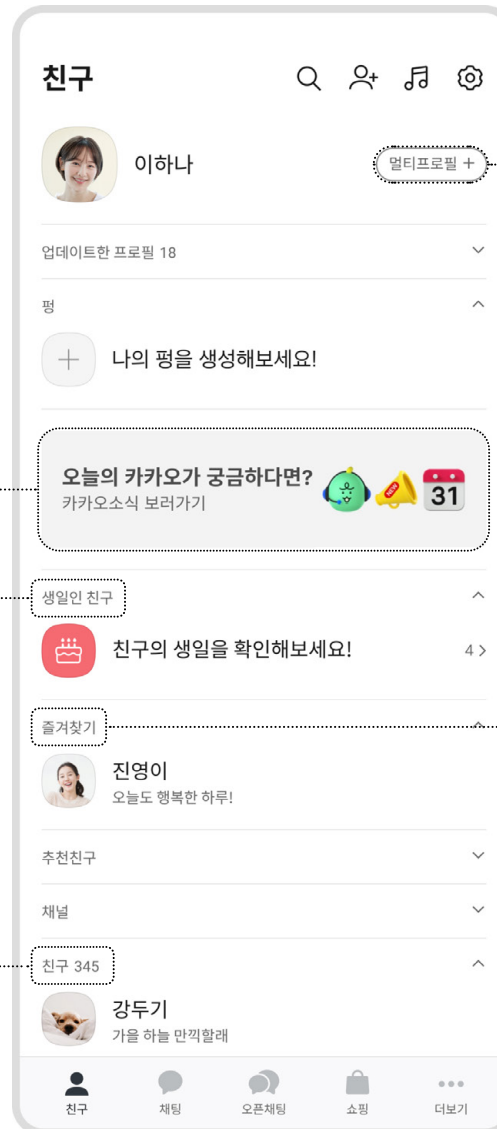 친구
이하나
멀티프로필 +
업데이트한 프로필 18
펑
나의 펑을 생성해보세요!
오늘의 카카오가 궁금하다면?
카카오소식 보러가기
NEW
31
생일인 친구
친구의 생일을 확인해보세요!
4 >
즐겨찾기
진영이
오늘도 행복한 하루!
추천친구
채널
친구 345
강두기
가을 하늘 만끽할래
친구
채팅
오픈채팅
쇼핑
더보기